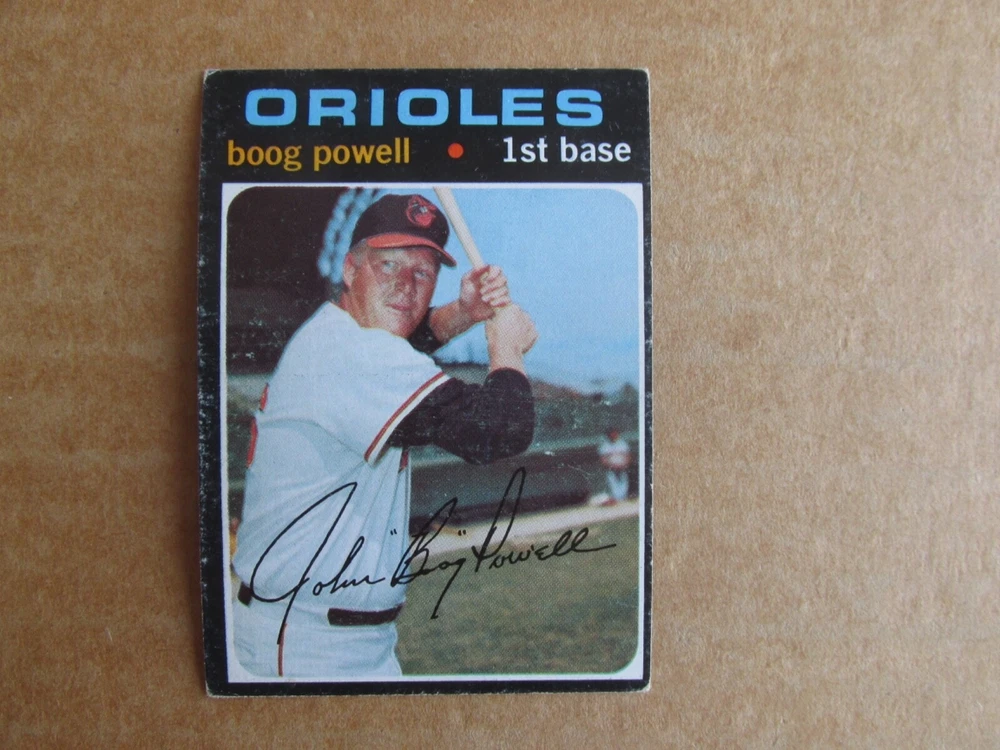 ORIOLES
boog powell • 1st base
John "Boog" Powell